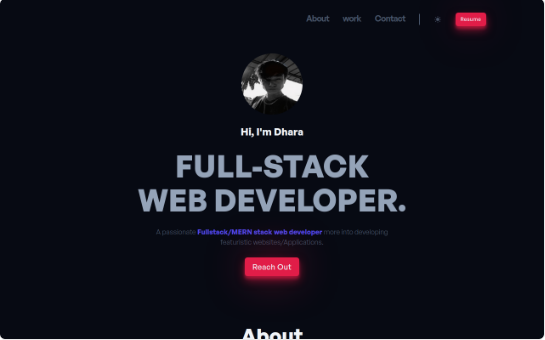 About work Contact Resume
Hi, I'm Dhara
FULL-STACK
WEB DEVELOPER.
A passionate Fullstack/MERN stack web developer more into developing
featuristic websites/Applications.
Reach Out
About